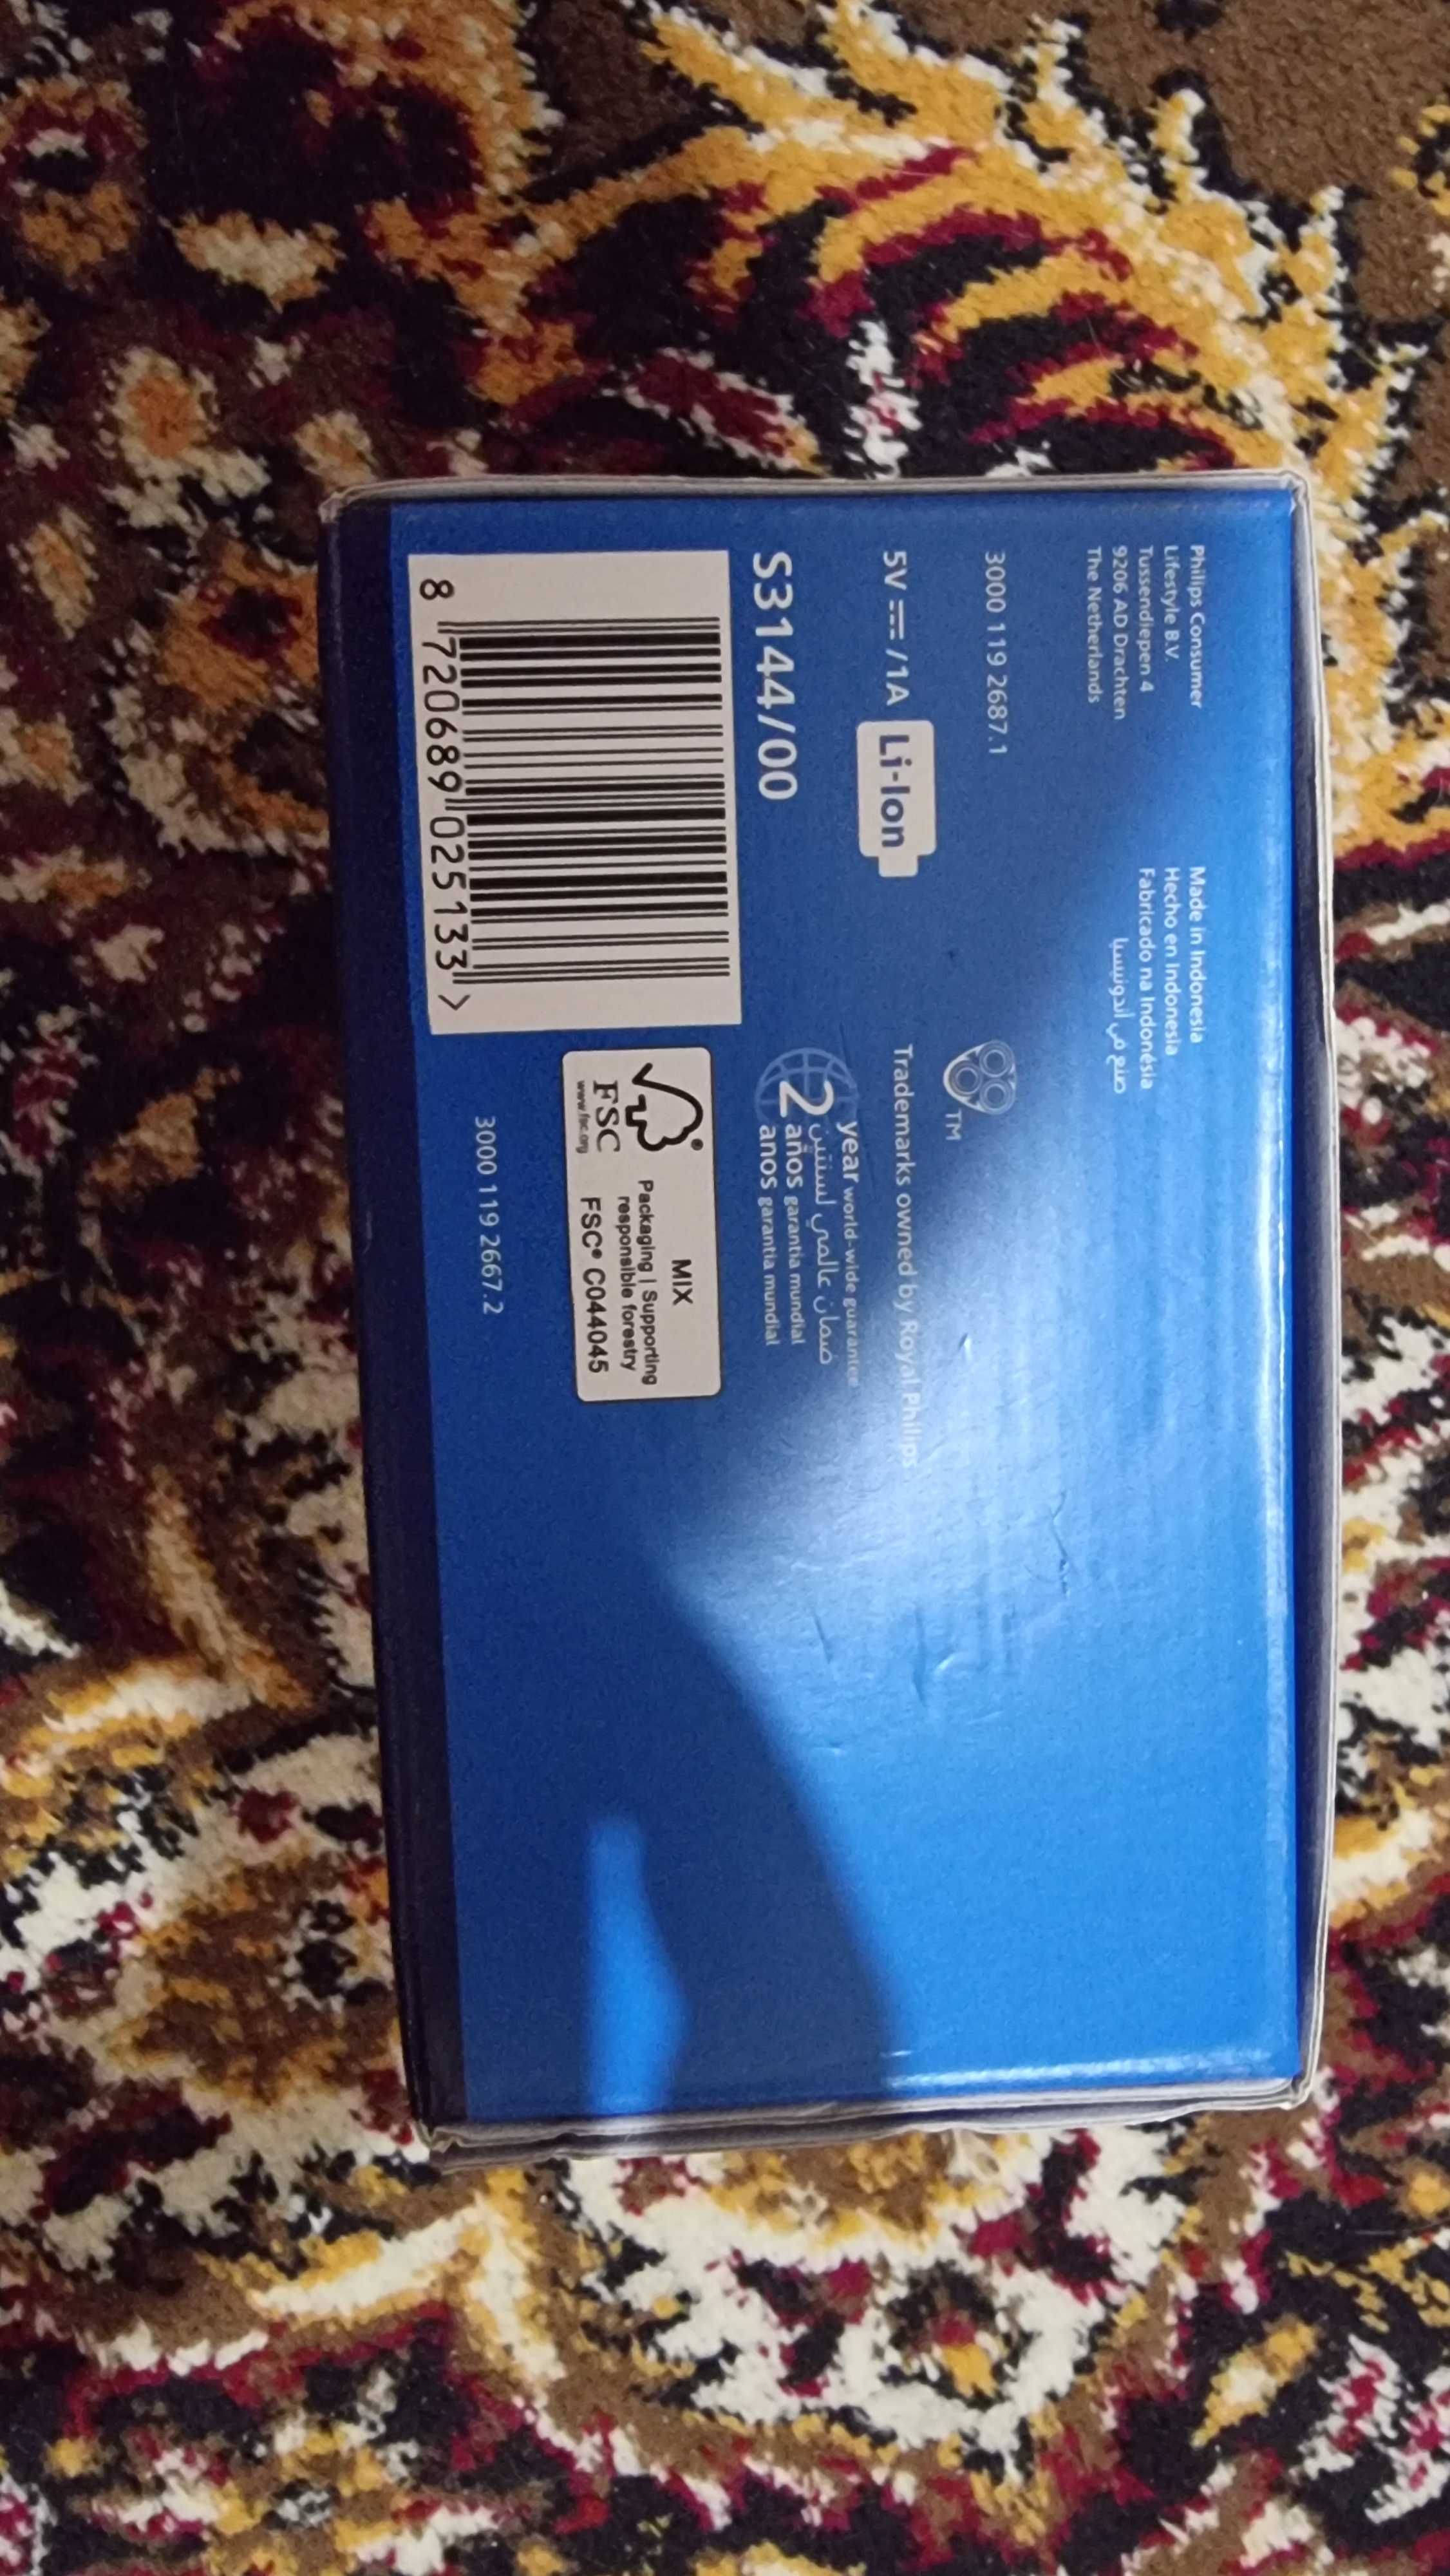 Philips Consumer
Lifestyle B.V.
Tussendiepen 4
9206 AD Drachten
The Netherlands
Made in Indonesia
Hecho en Indonesia
Fabricado na Indonésia
صنع في أندونيسيا
3000 119 2687.1
TM
5V ⎓ /1A
Li-Ion
Trademarks owned by Royal Philips
S3144/00
2 year world-wide guarantee
ضمان عالمي لسنتين
años garantía mundial
anos garantia mundial
8 720689 025133 >
FSC
www.fsc.org
MIX
Packaging | Supporting
responsible forestry
FSC® C044045
3000 119 2667.2